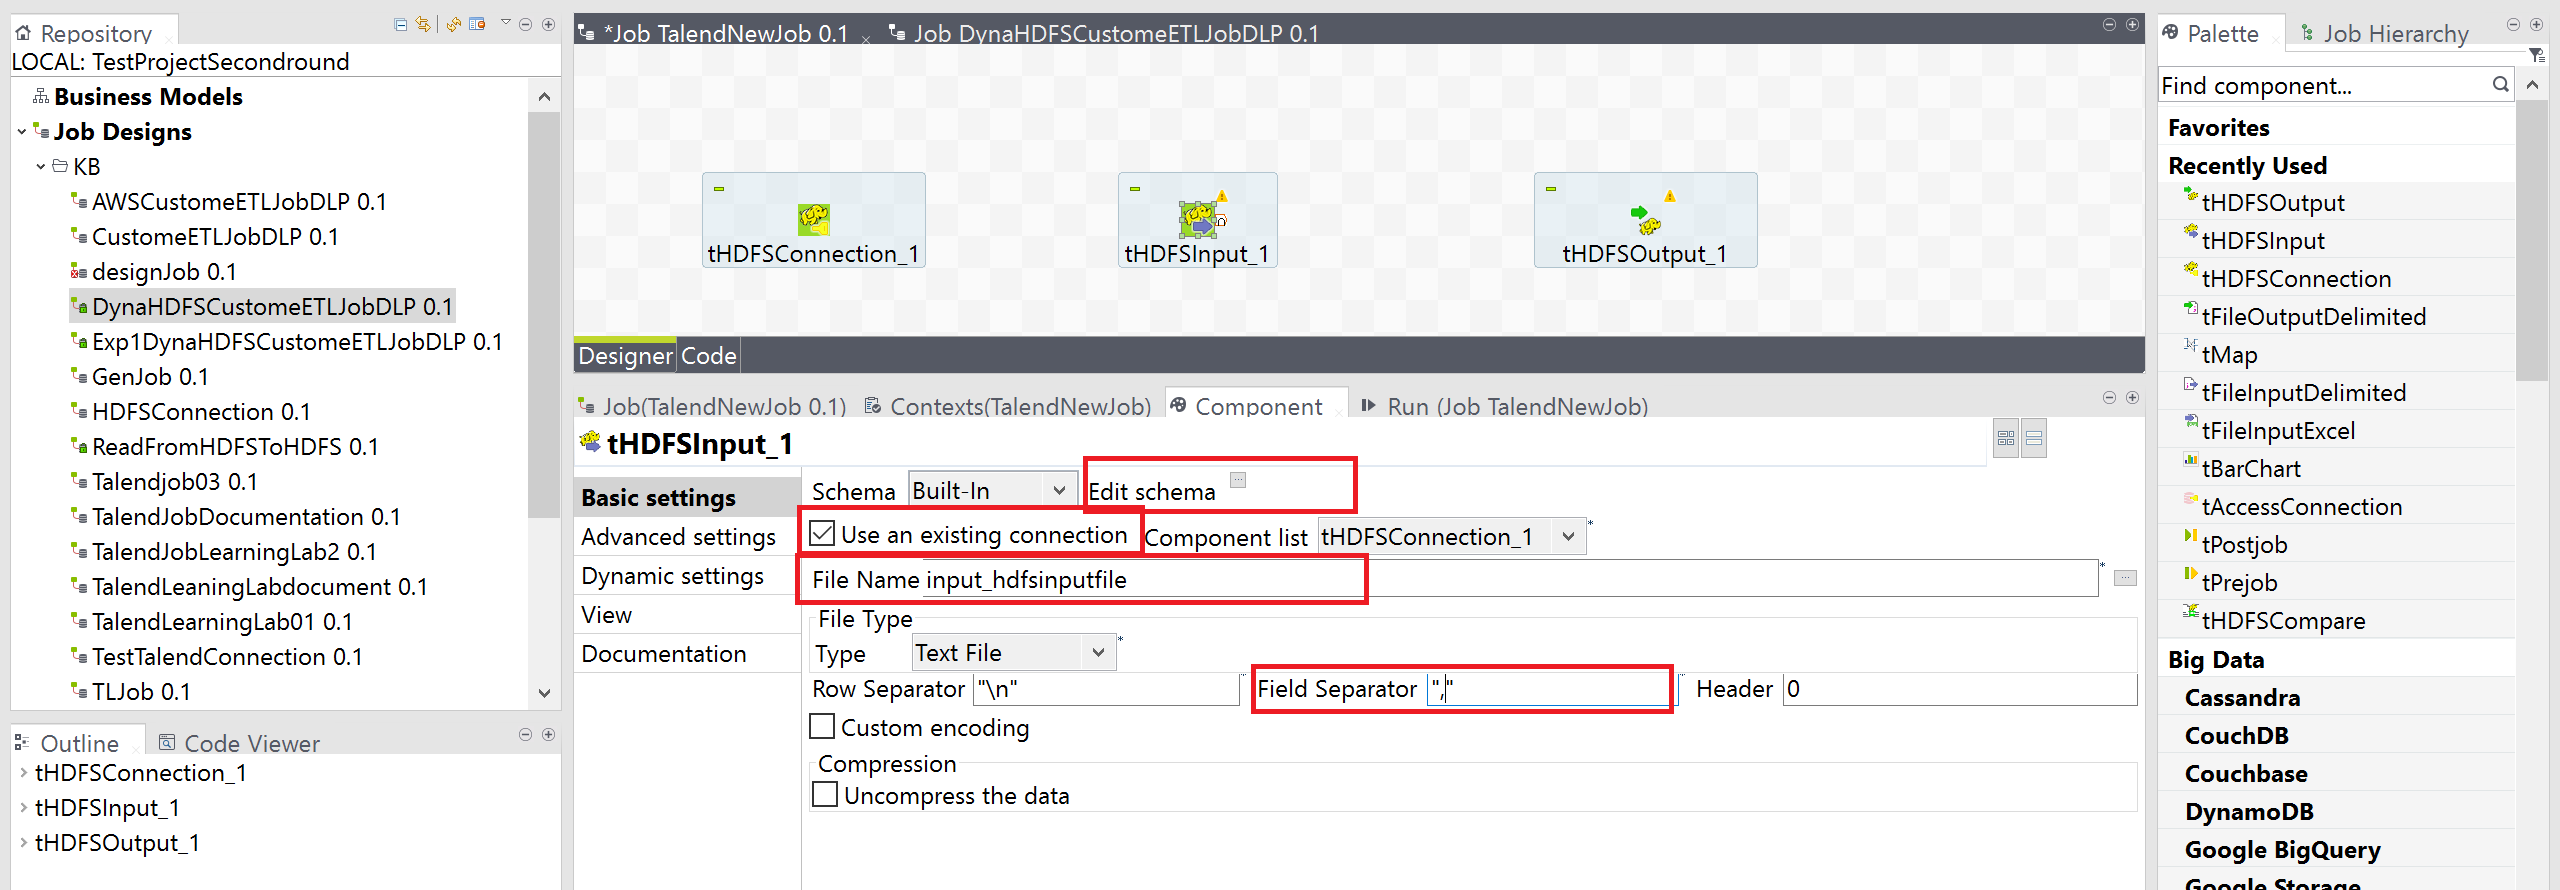 Repository
LOCAL: TestProjectSecondround
Business Models
Job Designs
KB
AWSCustomeETLJobDLP 0.1
CustomeETLJobDLP 0.1
designJob 0.1
DynaHDFSCustomeETLJobDLP 0.1
Exp1DynaHDFSCustomeETLJobDLP 0.1
GenJob 0.1
HDFSConnection 0.1
ReadFromHDFSToHDFS 0.1
Talendjob03 0.1
TalendJobDocumentation 0.1
TalendJobLearningLab2 0.1
TalendLeaningLabdocument 0.1
TalendLearningLab01 0.1
TestTalendConnection 0.1
TLJob 0.1
Outline
Code Viewer
tHDFSConnection_1
tHDFSInput_1
tHDFSOutput_1
*Job TalendNewJob 0.1
Job DynaHDFSCustomeETLJobDLP 0.1
tHDFSConnection_1
tHDFSInput_1
tHDFSOutput_1
Designer
Code
Job(TalendNewJob 0.1)
Contexts(TalendNewJob)
Component
Run (Job TalendNewJob)
tHDFSInput_1
Basic settings
Advanced settings
Dynamic settings
View
Documentation
Schema Built-In
Edit schema ...
Use an existing connection
Component list tHDFSConnection_1 *
File Name input_hdfsinputfile * ...
File Type
Type Text File *
Row Separator "\n"
Field Separator ","
Header 0
Custom encoding
Compression
Uncompress the data
Palette
Job Hierarchy
Find component...
Favorites
Recently Used
tHDFSOutput
tHDFSInput
tHDFSConnection
tFileOutputDelimited
tMap
tFileInputDelimited
tFileInputExcel
tBarChart
tAccessConnection
tPostjob
tPrejob
tHDFSCompare
Big Data
Cassandra
CouchDB
Couchbase
DynamoDB
Google BigQuery
Google Storage